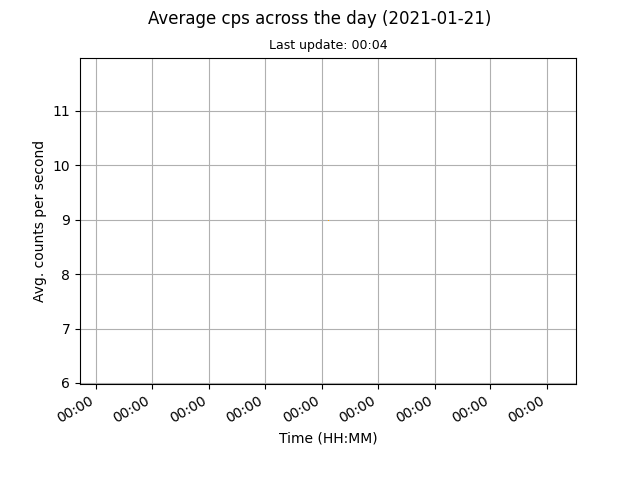 Average cps across the day (2021-01-21)
Last update: 00:04
Avg. counts per second
11
10
9
8
7
6
00:00 00:00 00:00 00:00 00:00 00:00 00:00 00:00 00:00
Time (HH:MM)